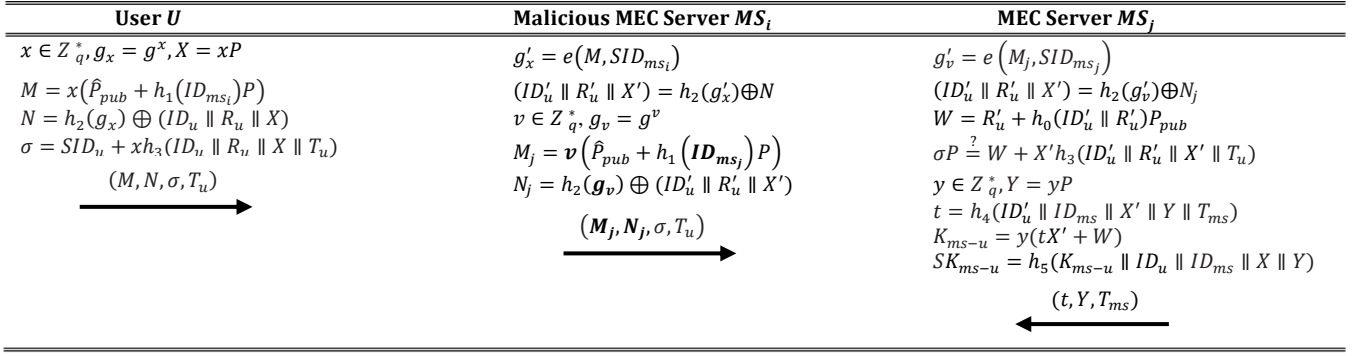 User U
x ∈ Z*_q, g_x = g^x, X = xP
M = x(P̂_pub + h_1(ID_{ms_i})P)
N = h_2(g_x) ⊕ (ID_u ∥ R_u ∥ X)
σ = SID_u + xh_3(ID_u ∥ R_u ∥ X ∥ T_u)
(M, N, σ, T_u)
Malicious MEC Server MS_i
g′_x = e(M, SID_{ms_i})
(ID′_u ∥ R′_u ∥ X′) = h_2(g′_x)⊕N
v ∈ Z*_q, g_v = g^v
M_j = v(P̂_pub + h_1(ID_{ms_j})P)
N_j = h_2(g_v) ⊕ (ID′_u ∥ R′_u ∥ X′)
(M_j, N_j, σ, T_u)
MEC Server MS_j
g′_v = e(M_j, SID_{ms_j})
(ID′_u ∥ R′_u ∥ X′) = h_2(g′_v)⊕N_j
W = R′_u + h_0(ID′_u ∥ R′_u)P_pub
σP ≟ W + X′h_3(ID′_u ∥ R′_u ∥ X′ ∥ T_u)
y ∈ Z*_q, Y = yP
t = h_4(ID′_u ∥ ID_ms ∥ X′ ∥ Y ∥ T_ms)
K_{ms−u} = y(tX′ + W)
SK_{ms−u} = h_5(K_{ms−u} ∥ ID_u ∥ ID_ms ∥ X ∥ Y)
(t, Y, T_ms)